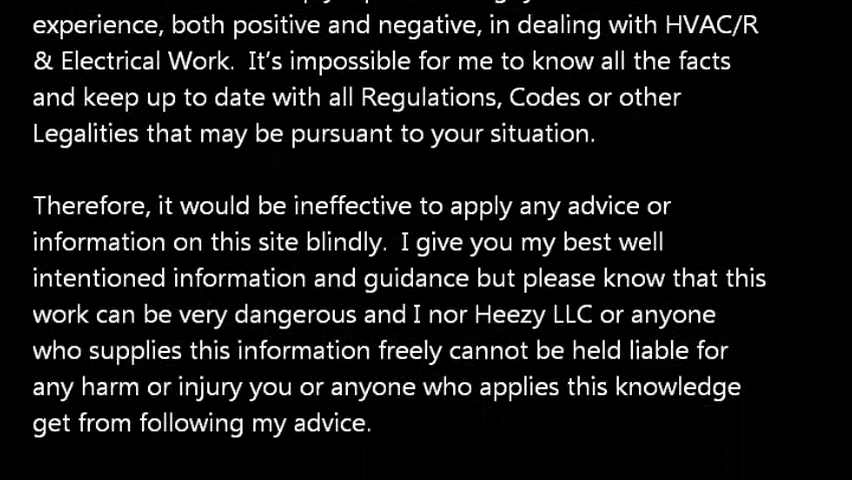 experience, both positive and negative, in dealing with HVAC/R
& Electrical Work.  It's impossible for me to know all the facts
and keep up to date with all Regulations, Codes or other
Legalities that may be pursuant to your situation.
Therefore, it would be ineffective to apply any advice or
information on this site blindly.  I give you my best well
intentioned information and guidance but please know that this
work can be very dangerous and I nor Heezy LLC or anyone
who supplies this information freely cannot be held liable for
any harm or injury you or anyone who applies this knowledge
get from following my advice.